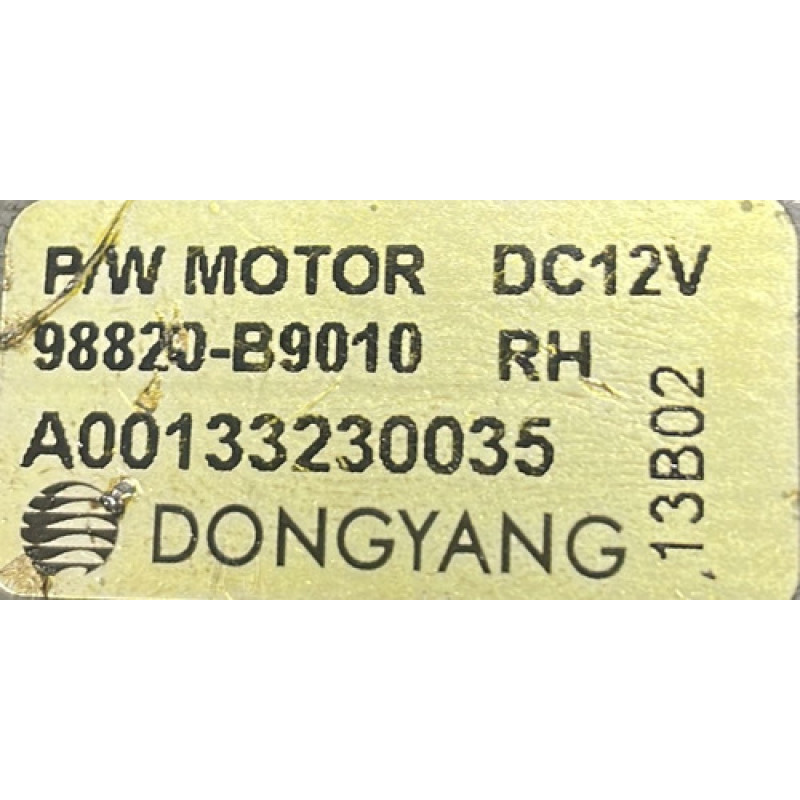 P/W MOTOR DC12V
98820-B9010 RH
A00133230035
DONGYANG
13B02